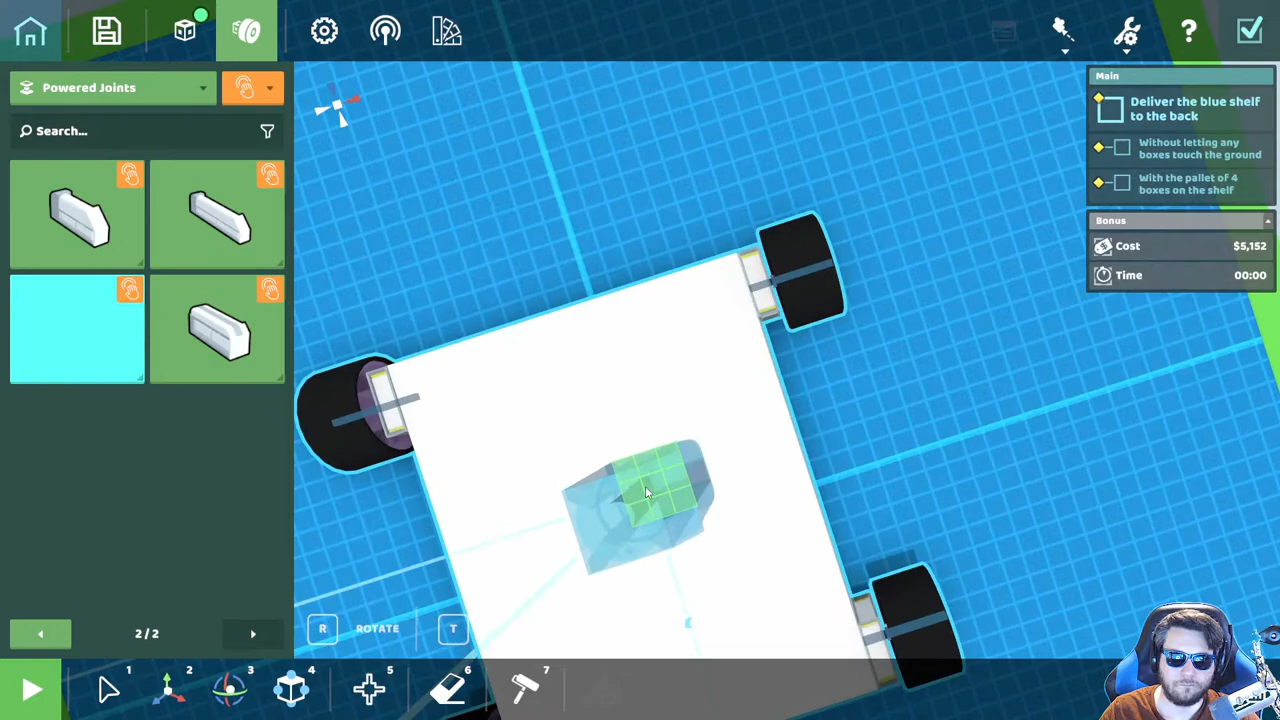 Powered Joints
Search...
2/2
R ROTATE T
1
2
3
4
5
6
7
Main
Deliver the blue shelf
to the back
Without letting any
boxes touch the ground
With the pallet of 4
boxes on the shelf
Bonus
Cost $5,152
Time 00:00
?